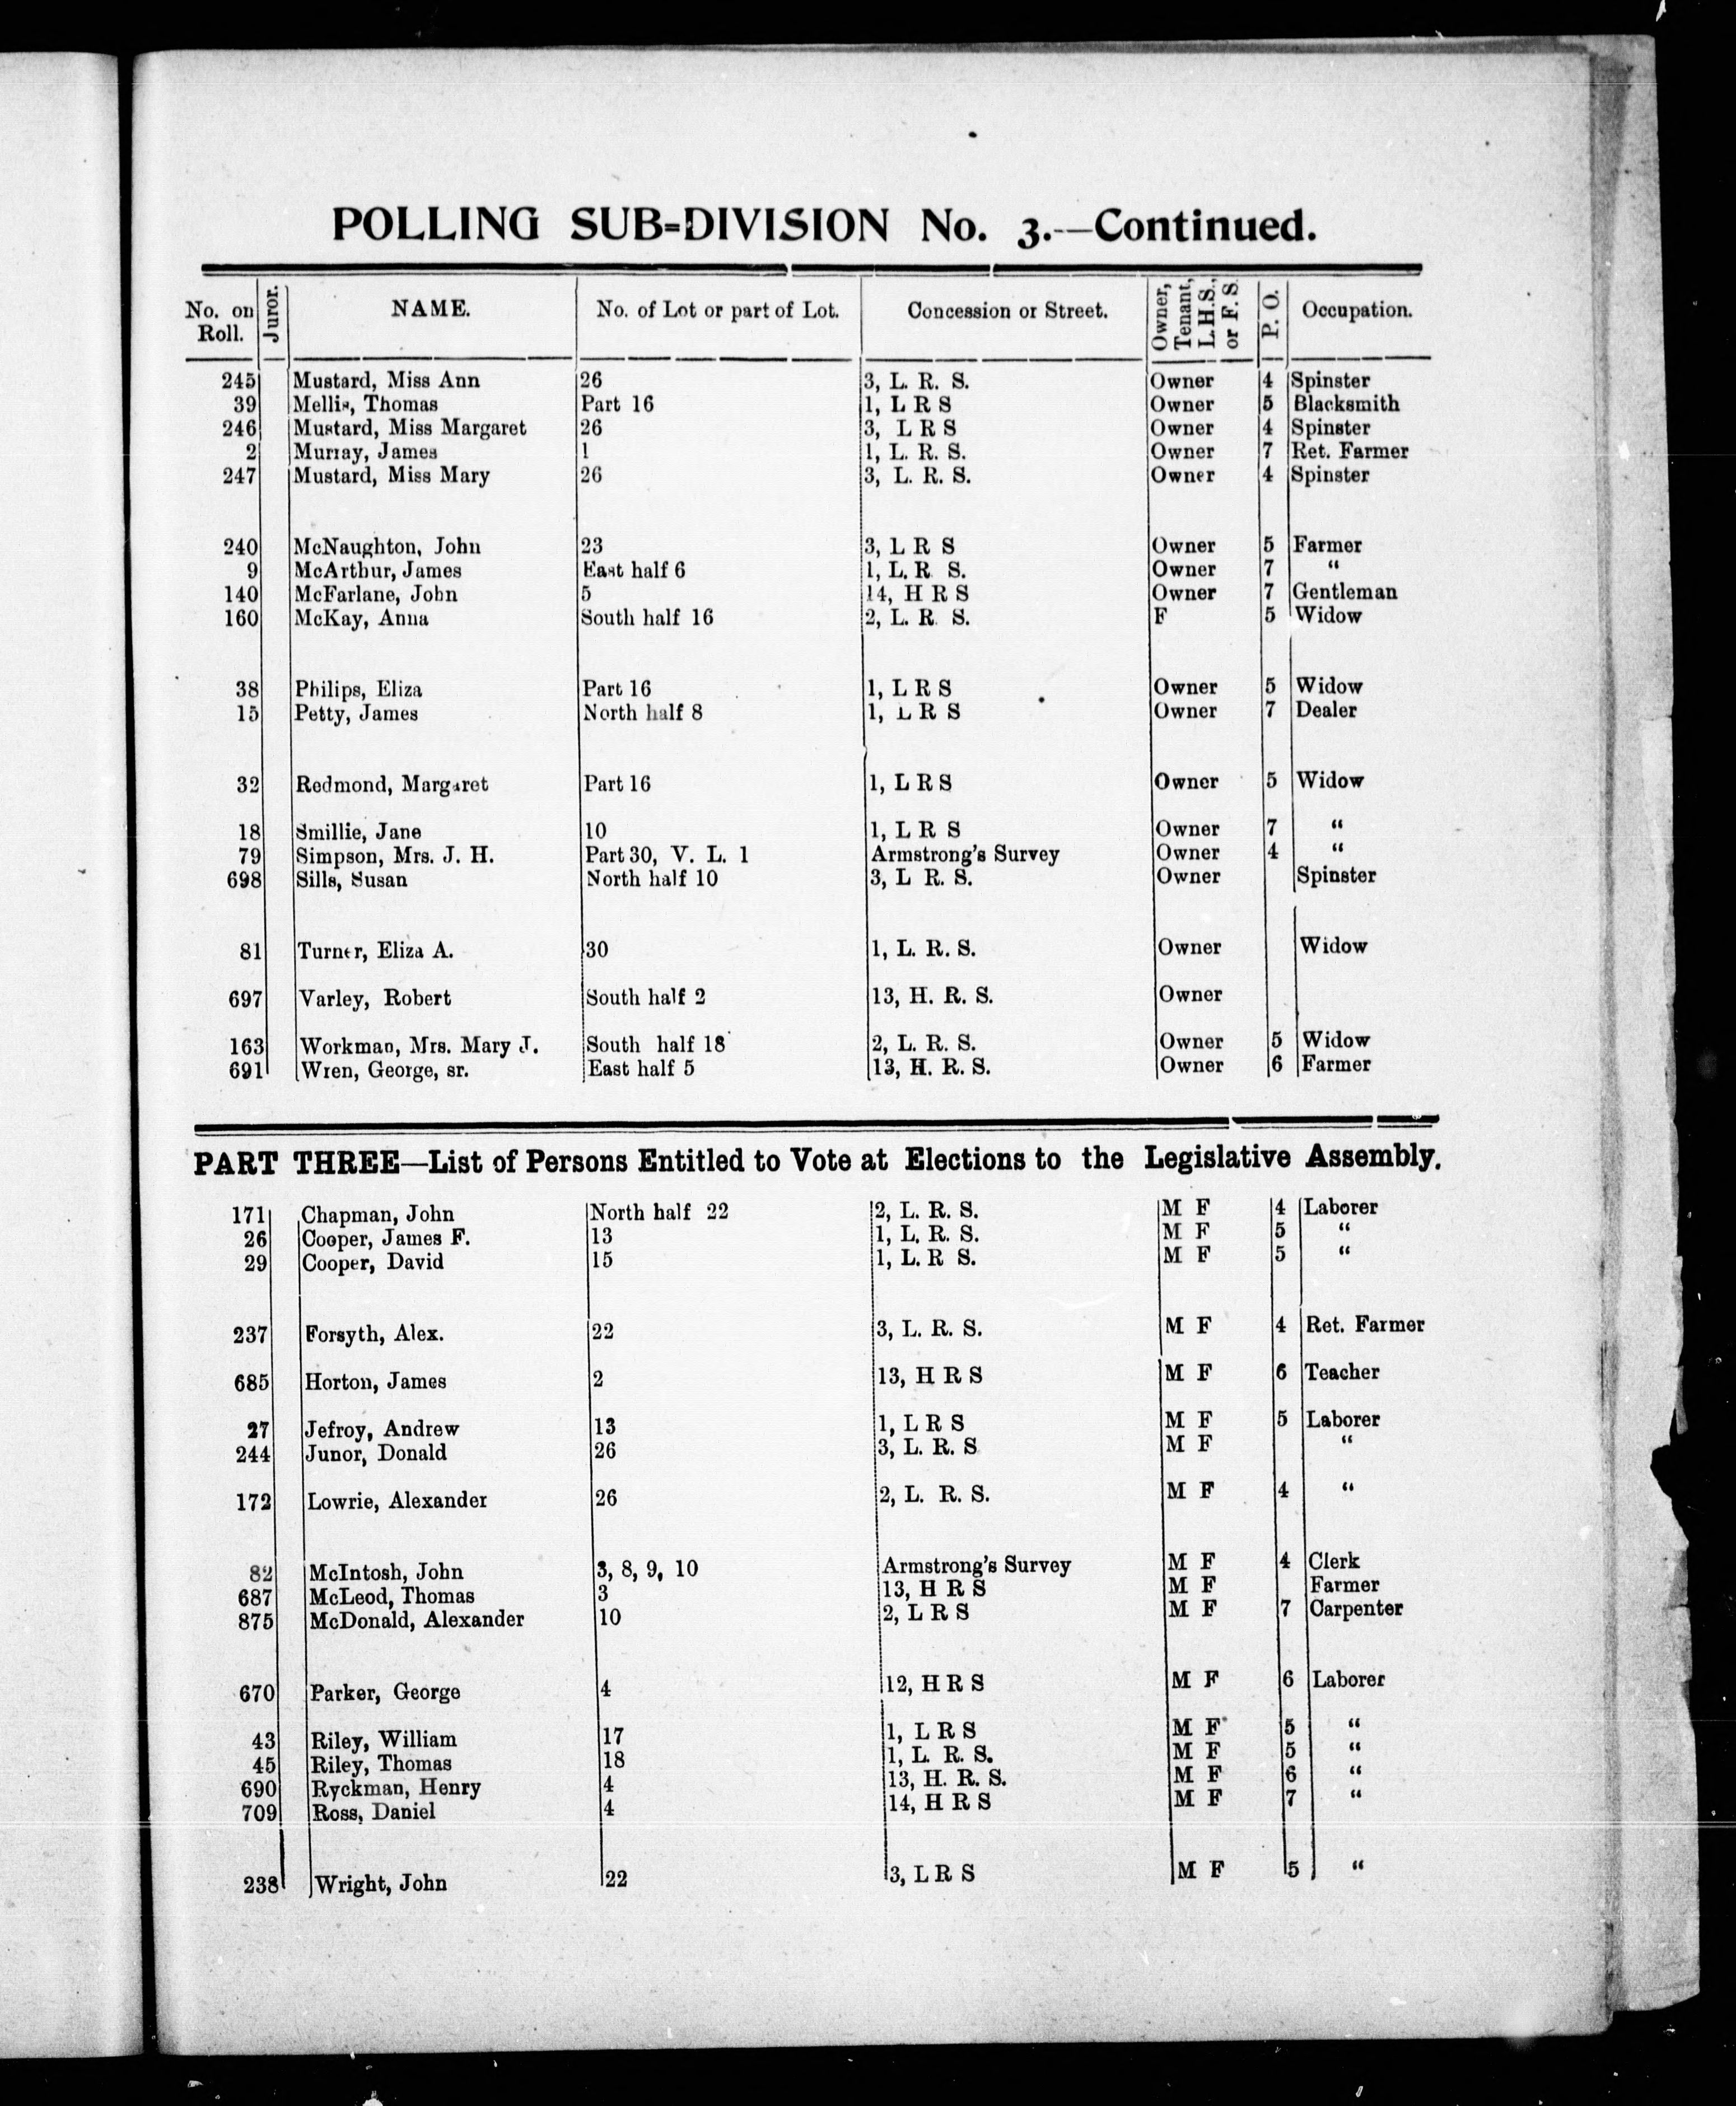 POLLING SUB=DIVISION No. 3.—Continued.
No. on Roll. Juror. NAME. No. of Lot or part of Lot. Concession or Street. Owner, Tenant, L.H.S., or F.S. P. O. Occupation.
245 Mustard, Miss Ann 26 3, L. R. S. Owner 4 Spinster
39 Mellis, Thomas Part 16 1, L R S Owner 5 Blacksmith
246 Mustard, Miss Margaret 26 3, L R S Owner 4 Spinster
2 Murray, James 1 1, L. R. S. Owner 7 Ret. Farmer
247 Mustard, Miss Mary 26 3, L. R. S. Owner 4 Spinster
240 McNaughton, John 23 3, L R S Owner 5 Farmer
9 McArthur, James East half 6 1, L. R S. Owner 7 “
140 McFarlane, John 5 14, H R S Owner 7 Gentleman
160 McKay, Anna South half 16 2, L. R. S. F 5 Widow
38 Philips, Eliza Part 16 1, L R S Owner 5 Widow
15 Petty, James North half 8 1, L R S Owner 7 Dealer
32 Redmond, Margaret Part 16 1, L R S Owner 5 Widow
18 Smillie, Jane 10 1, L R S Owner 7 “
79 Simpson, Mrs. J. H. Part 30, V. L. 1 Armstrong's Survey Owner 4 “
698 Sills, Susan North half 10 3, L R. S. Owner Spinster
81 Turner, Eliza A. 30 1, L. R. S. Owner Widow
697 Varley, Robert South half 2 13, H. R. S. Owner
163 Workman, Mrs. Mary J. South half 18 2, L. R. S. Owner 5 Widow
691 Wren, George, sr. East half 5 13, H. R. S. Owner 6 Farmer
PART THREE—List of Persons Entitled to Vote at Elections to the Legislative Assembly.
171 Chapman, John North half 22 2, L. R. S. M F 4 Laborer
26 Cooper, James F. 13 1, L. R. S. M F 5 “
29 Cooper, David 15 1, L. R S. M F 5 “
237 Forsyth, Alex. 22 3, L. R. S. M F 4 Ret. Farmer
685 Horton, James 2 13, H R S M F 6 Teacher
27 Jefroy, Andrew 13 1, L R S M F 5 Laborer
244 Junor, Donald 26 3, L. R. S M F “
172 Lowrie, Alexander 26 2, L. R. S. M F 4 “
82 McIntosh, John 3, 8, 9, 10 Armstrong's Survey M F 4 Clerk
687 McLeod, Thomas 3 13, H R S M F Farmer
875 McDonald, Alexander 10 2, L R S M F 7 Carpenter
670 Parker, George 4 12, H R S M F 6 Laborer
43 Riley, William 17 1, L R S M F 5 “
45 Riley, Thomas 18 1, L. R. S. M F 5 “
690 Ryckman, Henry 4 13, H. R. S. M F 6 “
709 Ross, Daniel 4 14, H R S M F 7 “
238 Wright, John 22 3, L R S M F 5 “